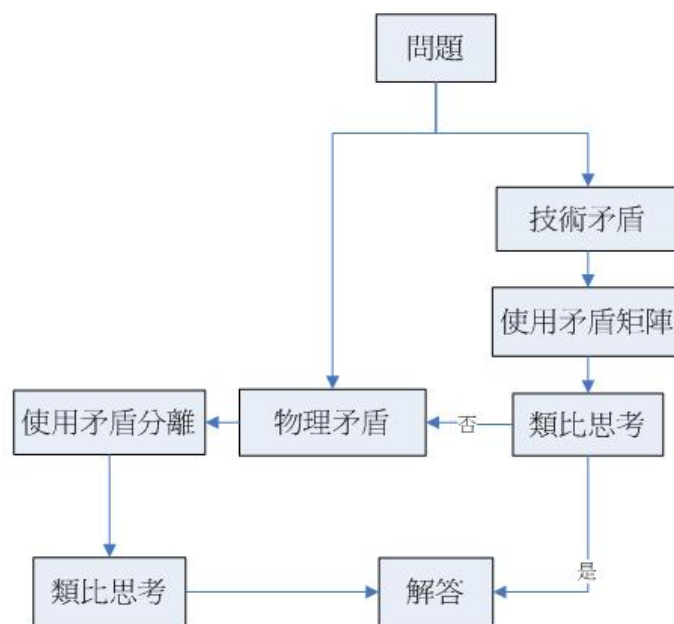 問題
技術矛盾
使用矛盾矩陣
使用矛盾分離
物理矛盾
否
類比思考
是
類比思考
解答